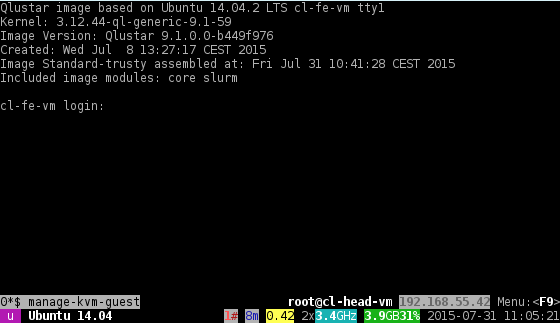 Qlustar image based on Ubuntu 14.04.2 LTS cl-fe-vm tty1
Kernel: 3.12.44-ql-generic-9.1-59
Image Version: Qlustar 9.1.0.0-b449f976
Created: Wed Jul  8 13:27:17 CEST 2015
Image Standard-trusty assembled at: Fri Jul 31 10:41:28 CEST 2015
Included image modules: core slurm
cl-fe-vm login:
0*$ manage-kvm-guest root@cl-head-vm 192.168.55.42 Menu:<F9>
u Ubuntu 14.04 1# 8m 0.42 2x3.4GHz 3.9GB31% 2015-07-31 11:05:2